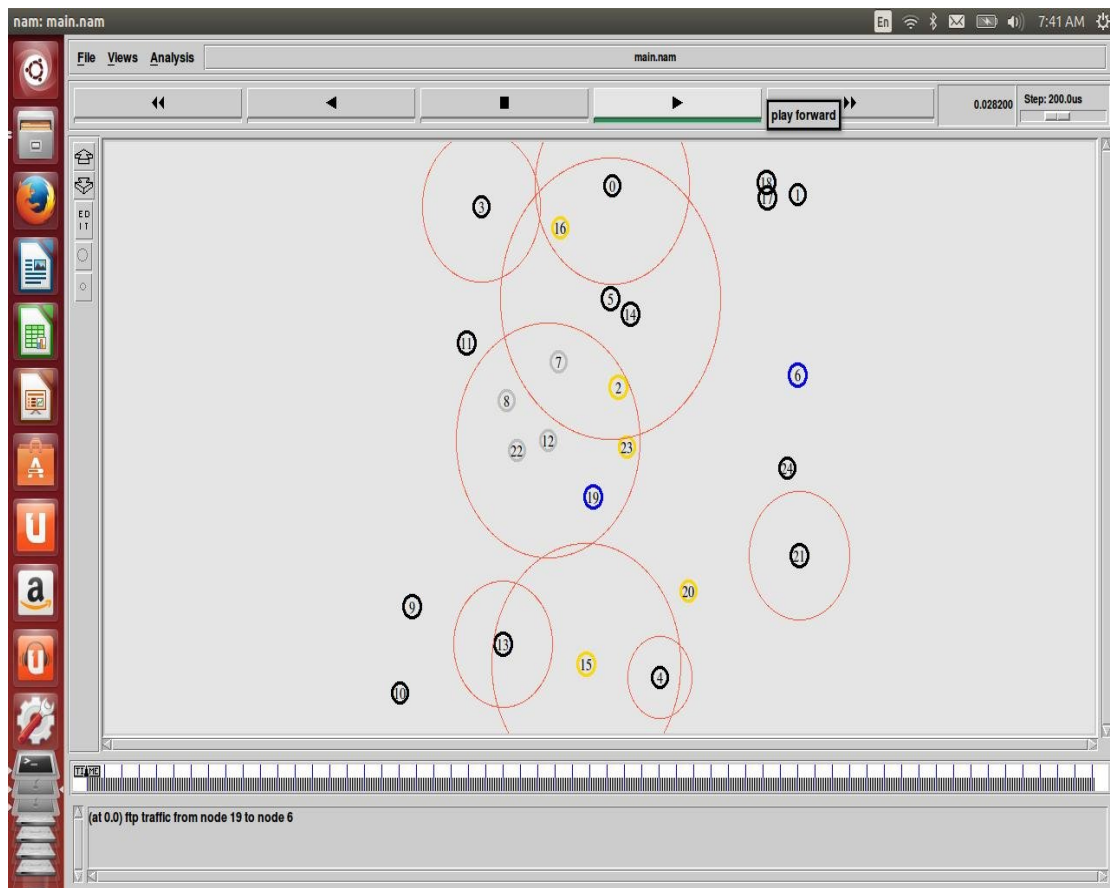 nam: main.nam
En
7:41 AM
File Views Analysis
main.nam
0.028200
Step: 200.0us
play forward
ED
IT
0
18
17
1
3
16
5
14
11
7
6
2
8
12
22
23
24
19
21
20
9
13
15
4
10
TIME
(at 0.0) ftp traffic from node 19 to node 6